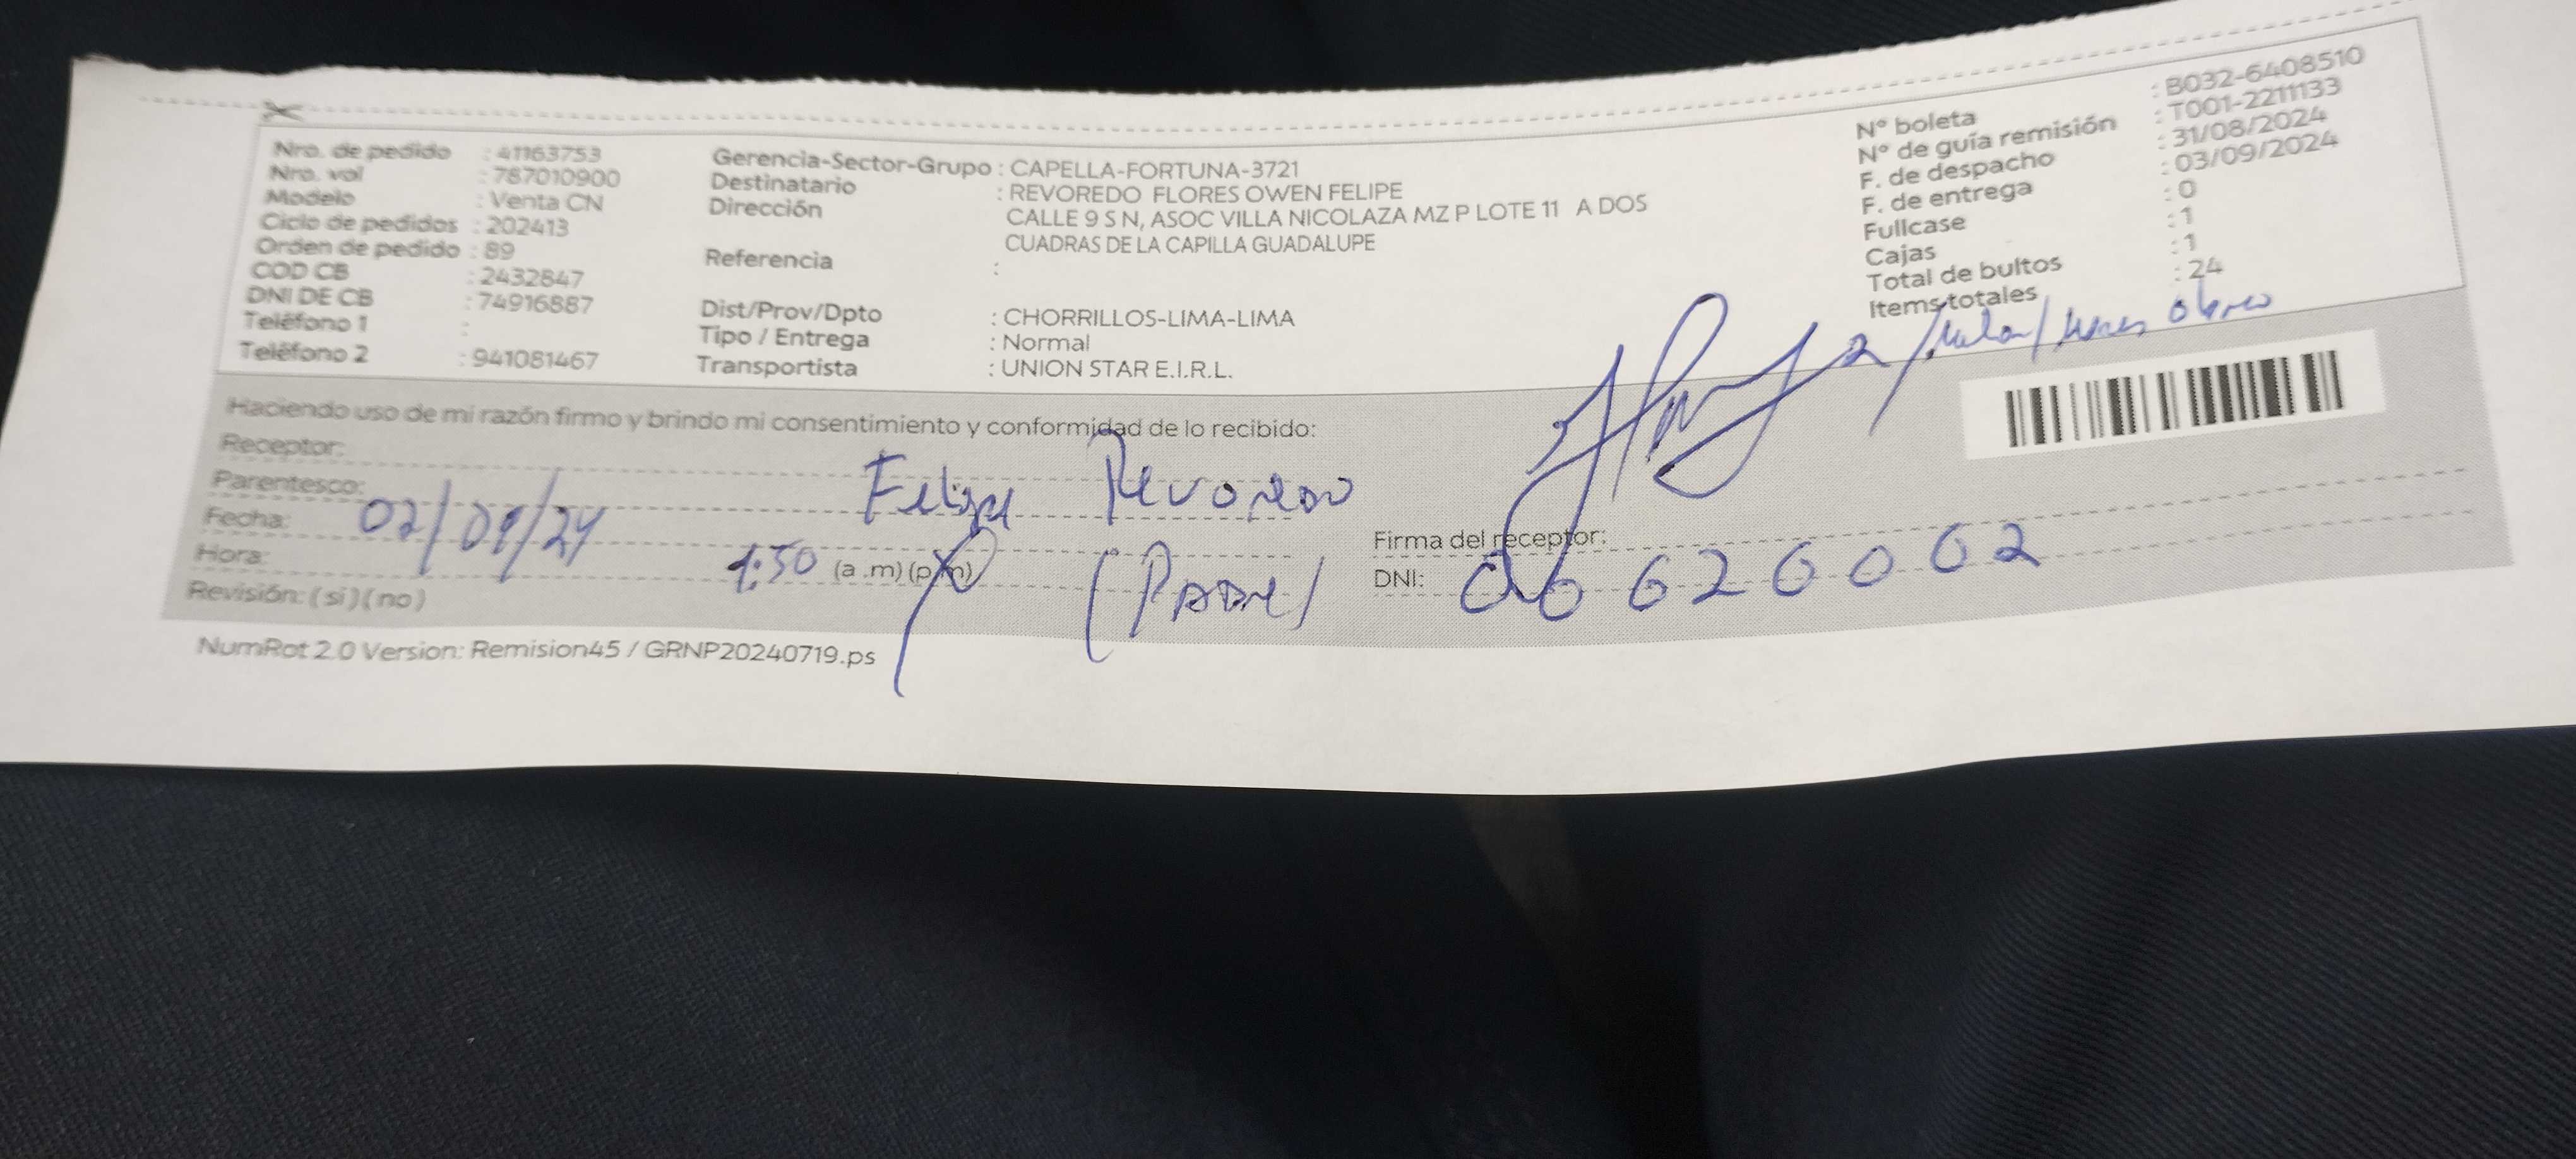 Nro. de pedido : 41163753
Nro. vol : 787010900
Modelo : Venta CN
Ciclo de pedidos : 202413
Orden de pedido : 89
COD CB : 2432847
DNI DE CB : 74916887
Teléfono 1 :
Teléfono 2 : 941081467
Gerencia-Sector-Grupo : CAPELLA-FORTUNA-3721
Destinatario : REVOREDO FLORES OWEN FELIPE
Dirección CALLE 9 S N, ASOC VILLA NICOLAZA MZ P LOTE 11 A DOS
CUADRAS DE LA CAPILLA GUADALUPE
Referencia :
Dist/Prov/Dpto : CHORRILLOS-LIMA-LIMA
Tipo / Entrega : Normal
Transportista : UNION STAR E.I.R.L.
N° boleta : B032-6408510
N° de guía remisión : T001-2211133
F. de despacho : 31/08/2024
F. de entrega : 03/09/2024
Fullcase : 0
Cajas : 1
Total de bultos : 1
Items totales : 24
Haciendo uso de mi razón firmo y brindo mi consentimiento y conformidad de lo recibido:
Receptor: Felipe Revoredo
Parentesco:
Fecha: 02/09/24
Hora: 1:50 (a .m) (p.m) (Padre)
Revisión: (si) (no)
Firma del receptor:
DNI: 06626002
NumRot 2.0 Version: Remision45 / GRNP20240719.ps